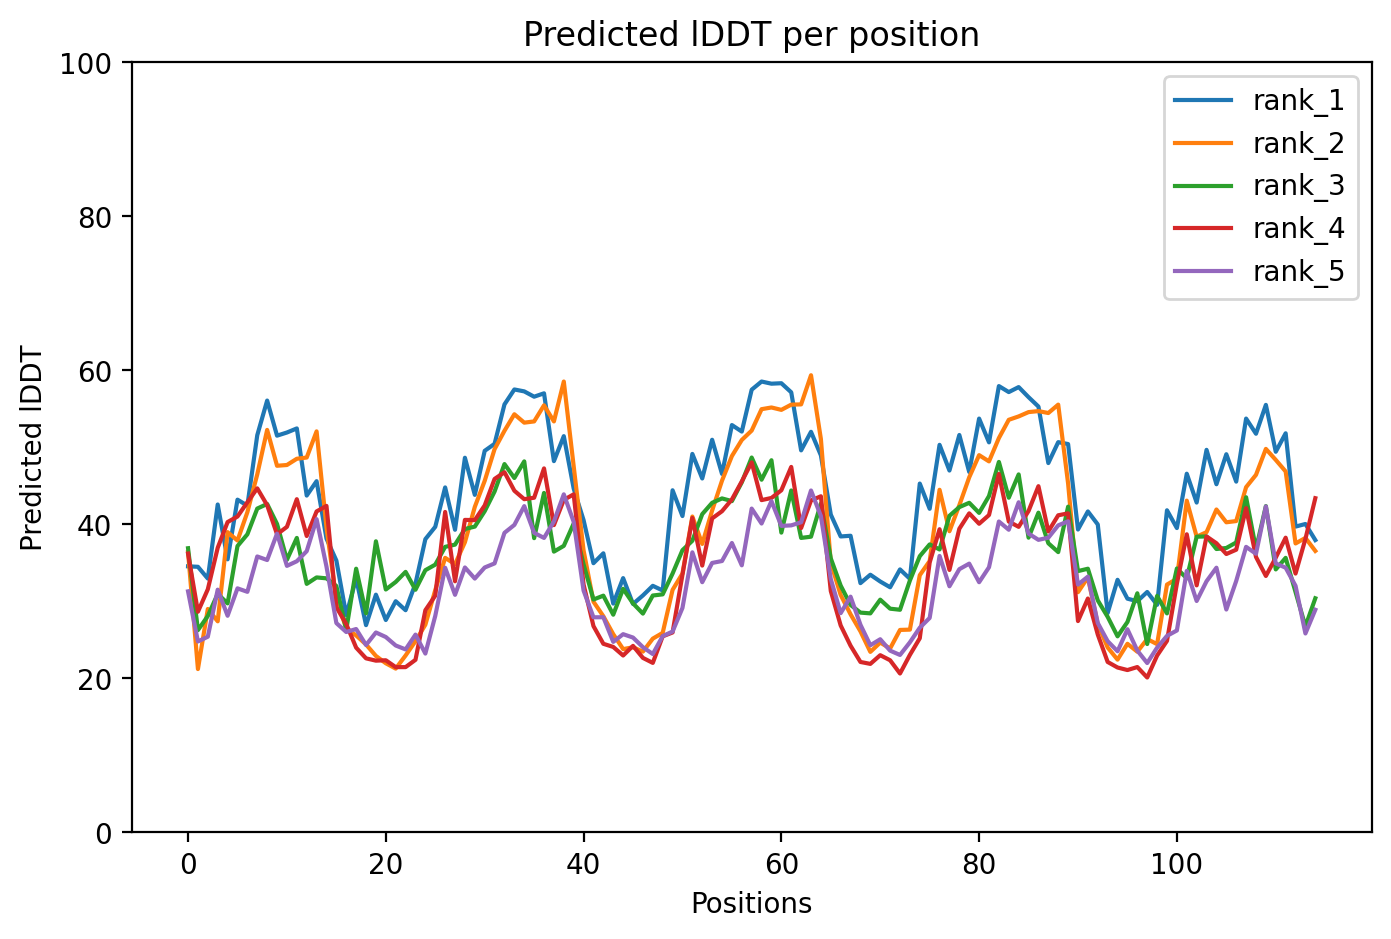 Predicted lDDT per position
100
80
60
40
20
0
Predicted lDDT
0 20 40 60 80 100
Positions
rank_1
rank_2
rank_3
rank_4
rank_5